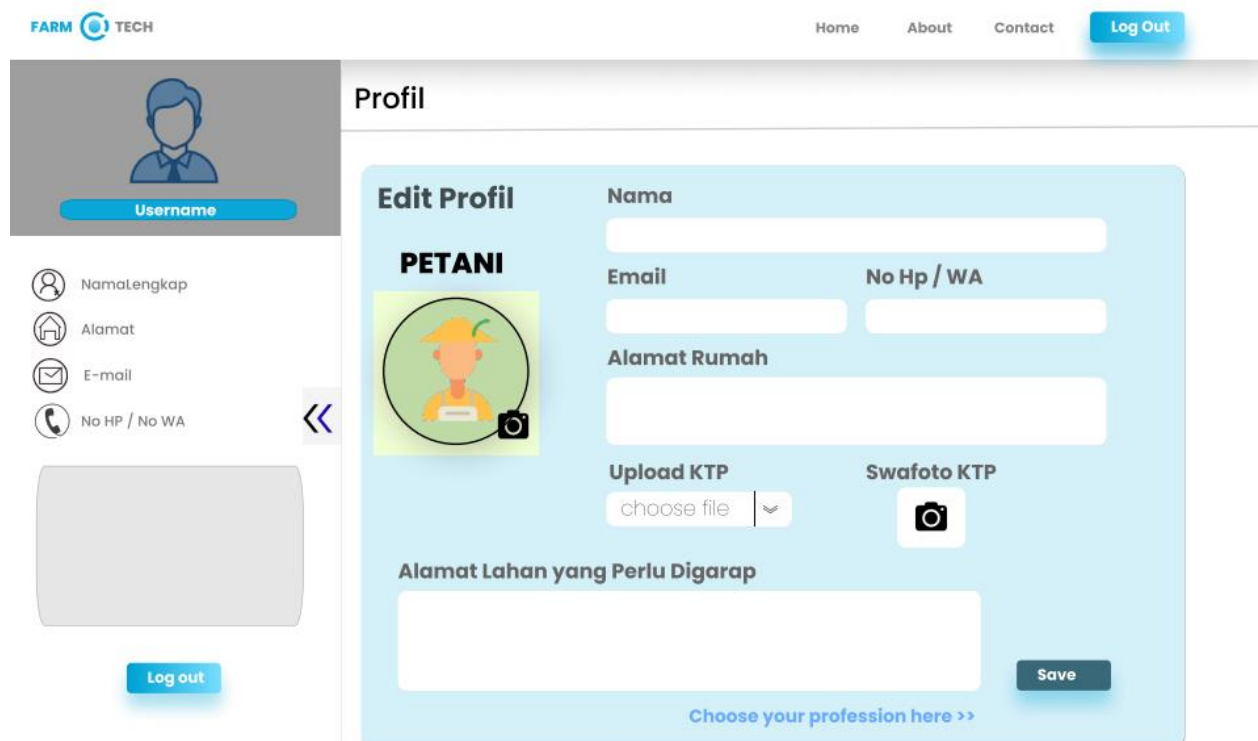 FARM TECH
Home About Contact Log Out
Username
NamaLengkap
Alamat
E-mail
No HP / No WA
Log out
Profil
Edit Profil
PETANI
Nama
Email No Hp / WA
Alamat Rumah
Upload KTP Swafoto KTP
choose file
Alamat Lahan yang Perlu Digarap
Save
Choose your profession here >>